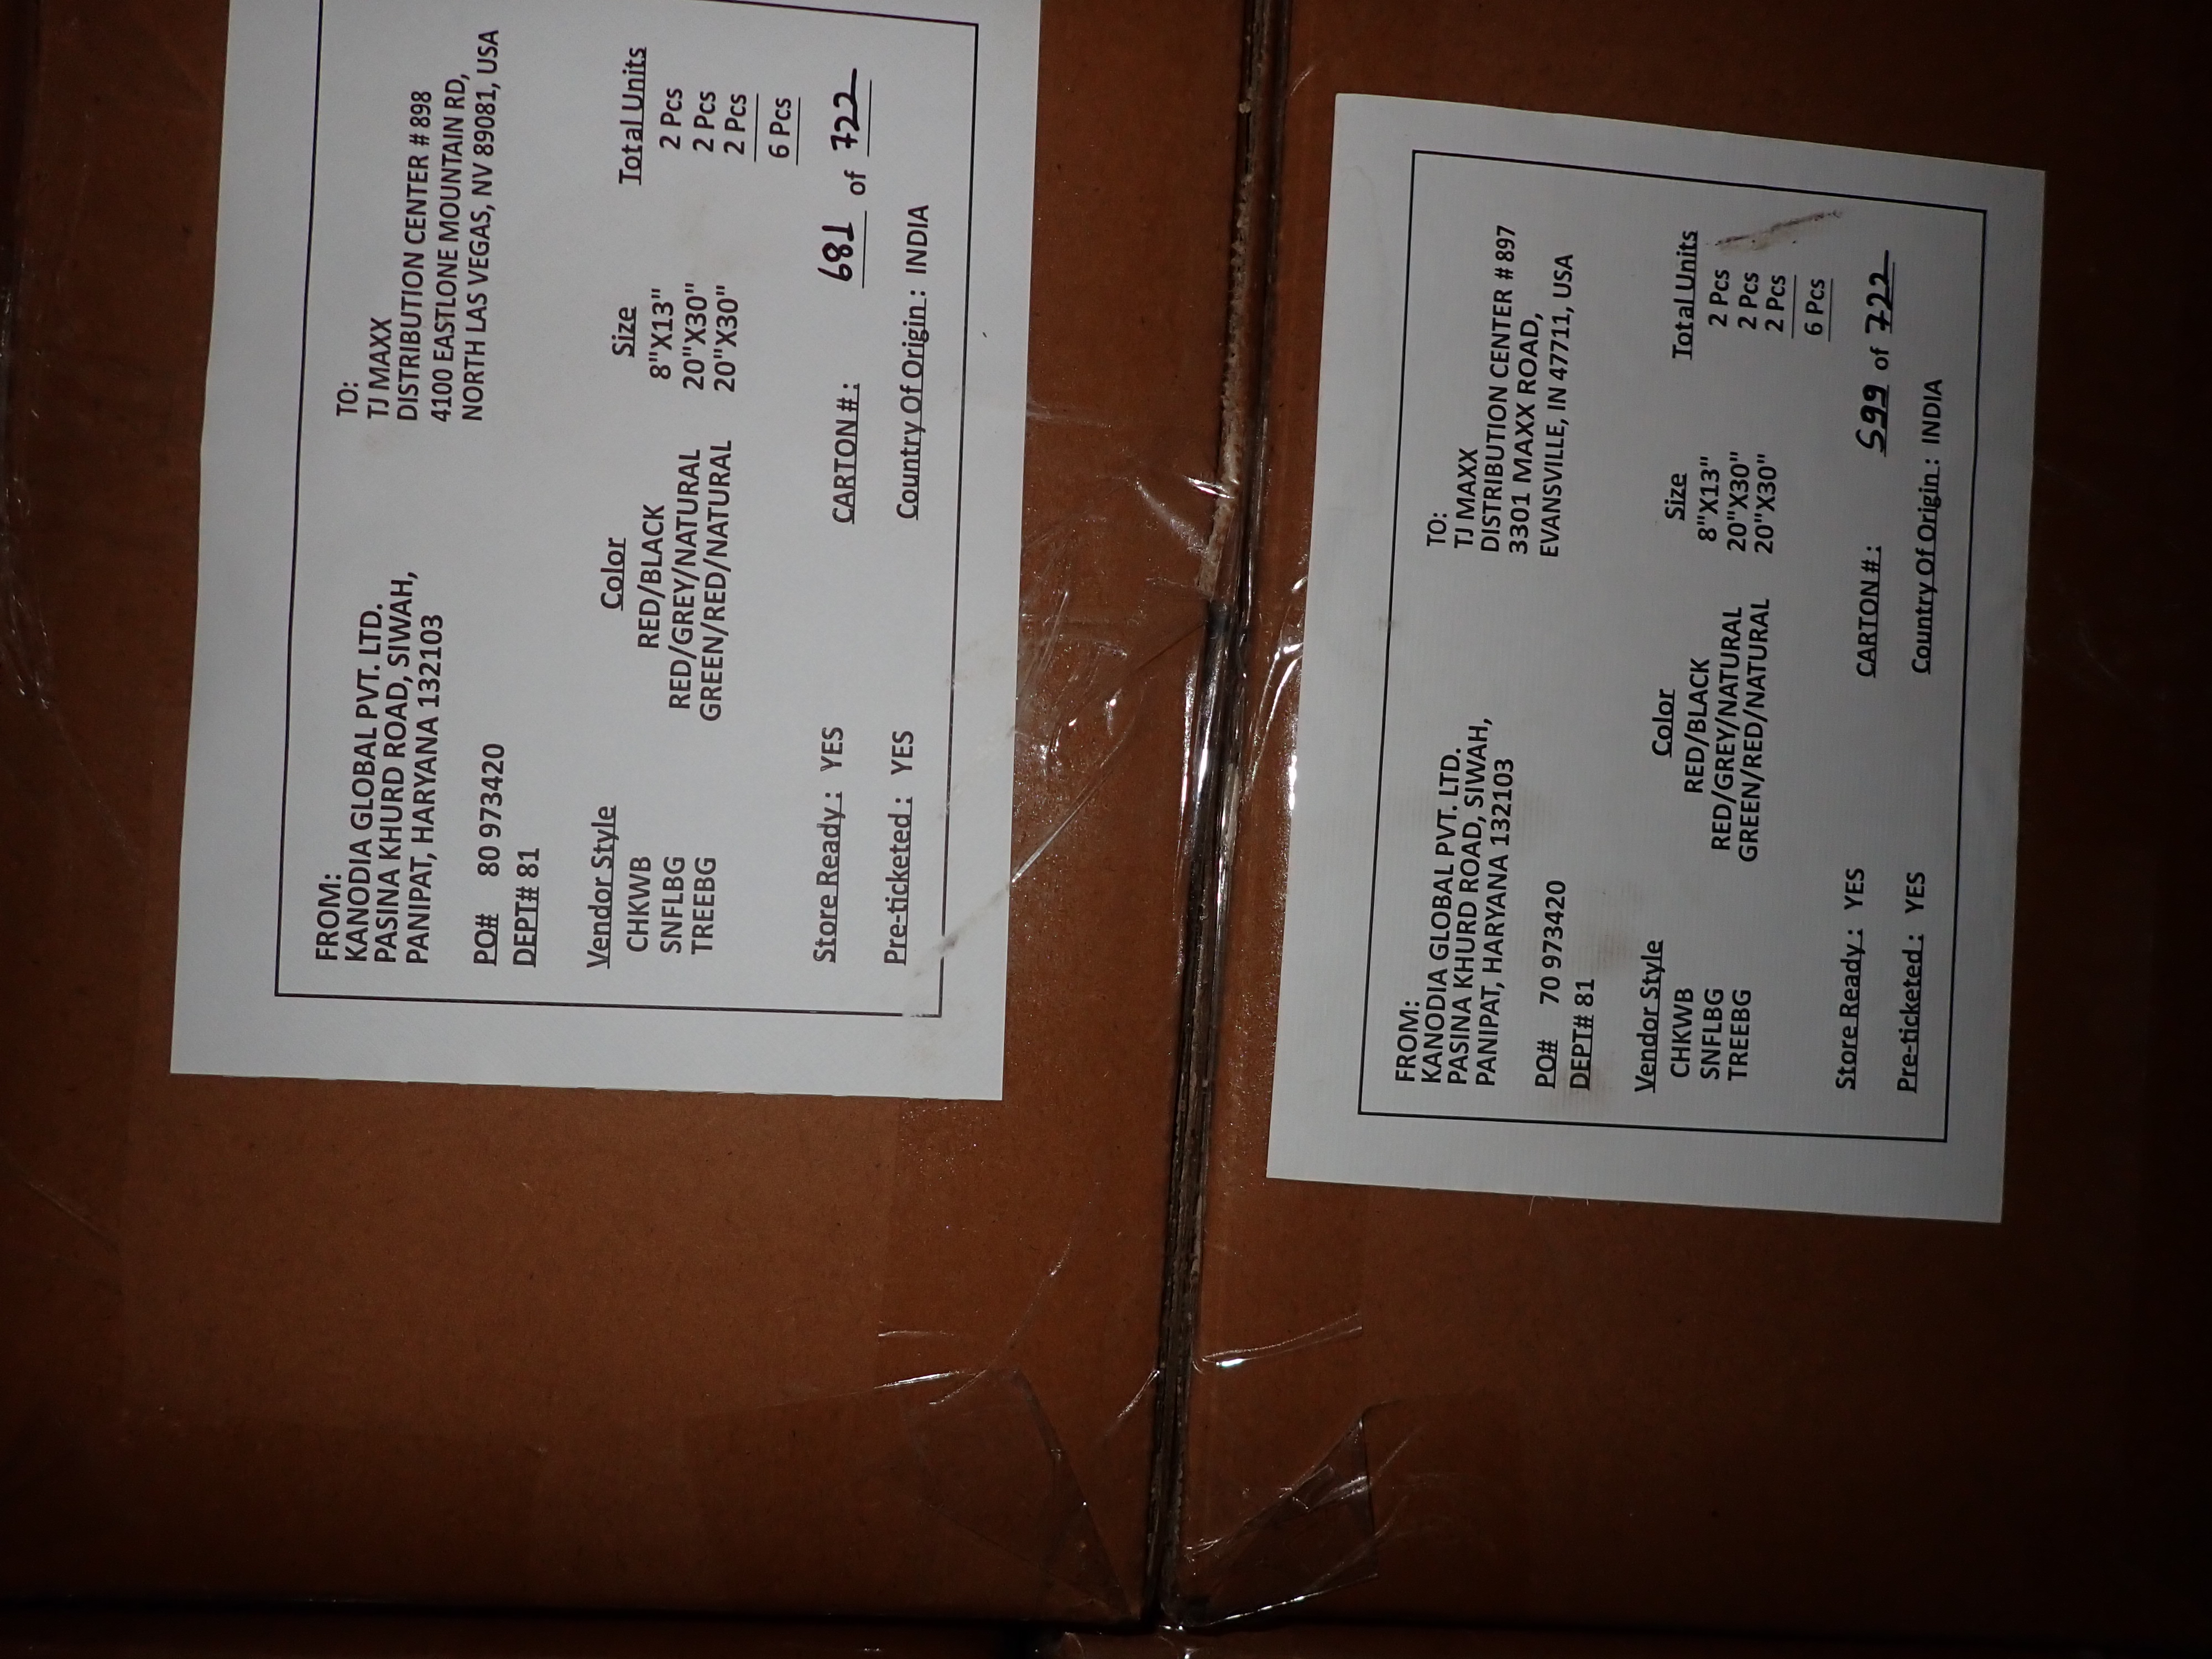 FROM:
KANODIA GLOBAL PVT. LTD.
PASINA KHURD ROAD, SIWAH,
PANIPAT, HARYANA 132103
TO:
TJ MAXX
DISTRIBUTION CENTER # 898
4100 EASTLONE MOUNTAIN RD,
NORTH LAS VEGAS, NV 89081, USA
PO# 80 973420
DEPT# 81
Vendor Style Color Size Total Units
CHKWB RED/BLACK 8"X13" 2 Pcs
SNFLBG RED/GREY/NATURAL 20"X30" 2 Pcs
TREEBG GREEN/RED/NATURAL 20"X30" 2 Pcs
6 Pcs
Store Ready : YES CARTON # : 681 of 722
Pre-ticketed : YES Country Of Origin : INDIA
FROM:
KANODIA GLOBAL PVT. LTD.
PASINA KHURD ROAD, SIWAH,
PANIPAT, HARYANA 132103
TO:
TJ MAXX
DISTRIBUTION CENTER # 897
3301 MAXX ROAD,
EVANSVILLE, IN 47711, USA
PO# 70 973420
DEPT# 81
Vendor Style Color Size Total Units
CHKWB RED/BLACK 8"X13" 2 Pcs
SNFLBG RED/GREY/NATURAL 20"X30" 2 Pcs
TREEBG GREEN/RED/NATURAL 20"X30" 2 Pcs
6 Pcs
Store Ready : YES CARTON # : 599 of 722
Pre-ticketed : YES Country Of Origin : INDIA